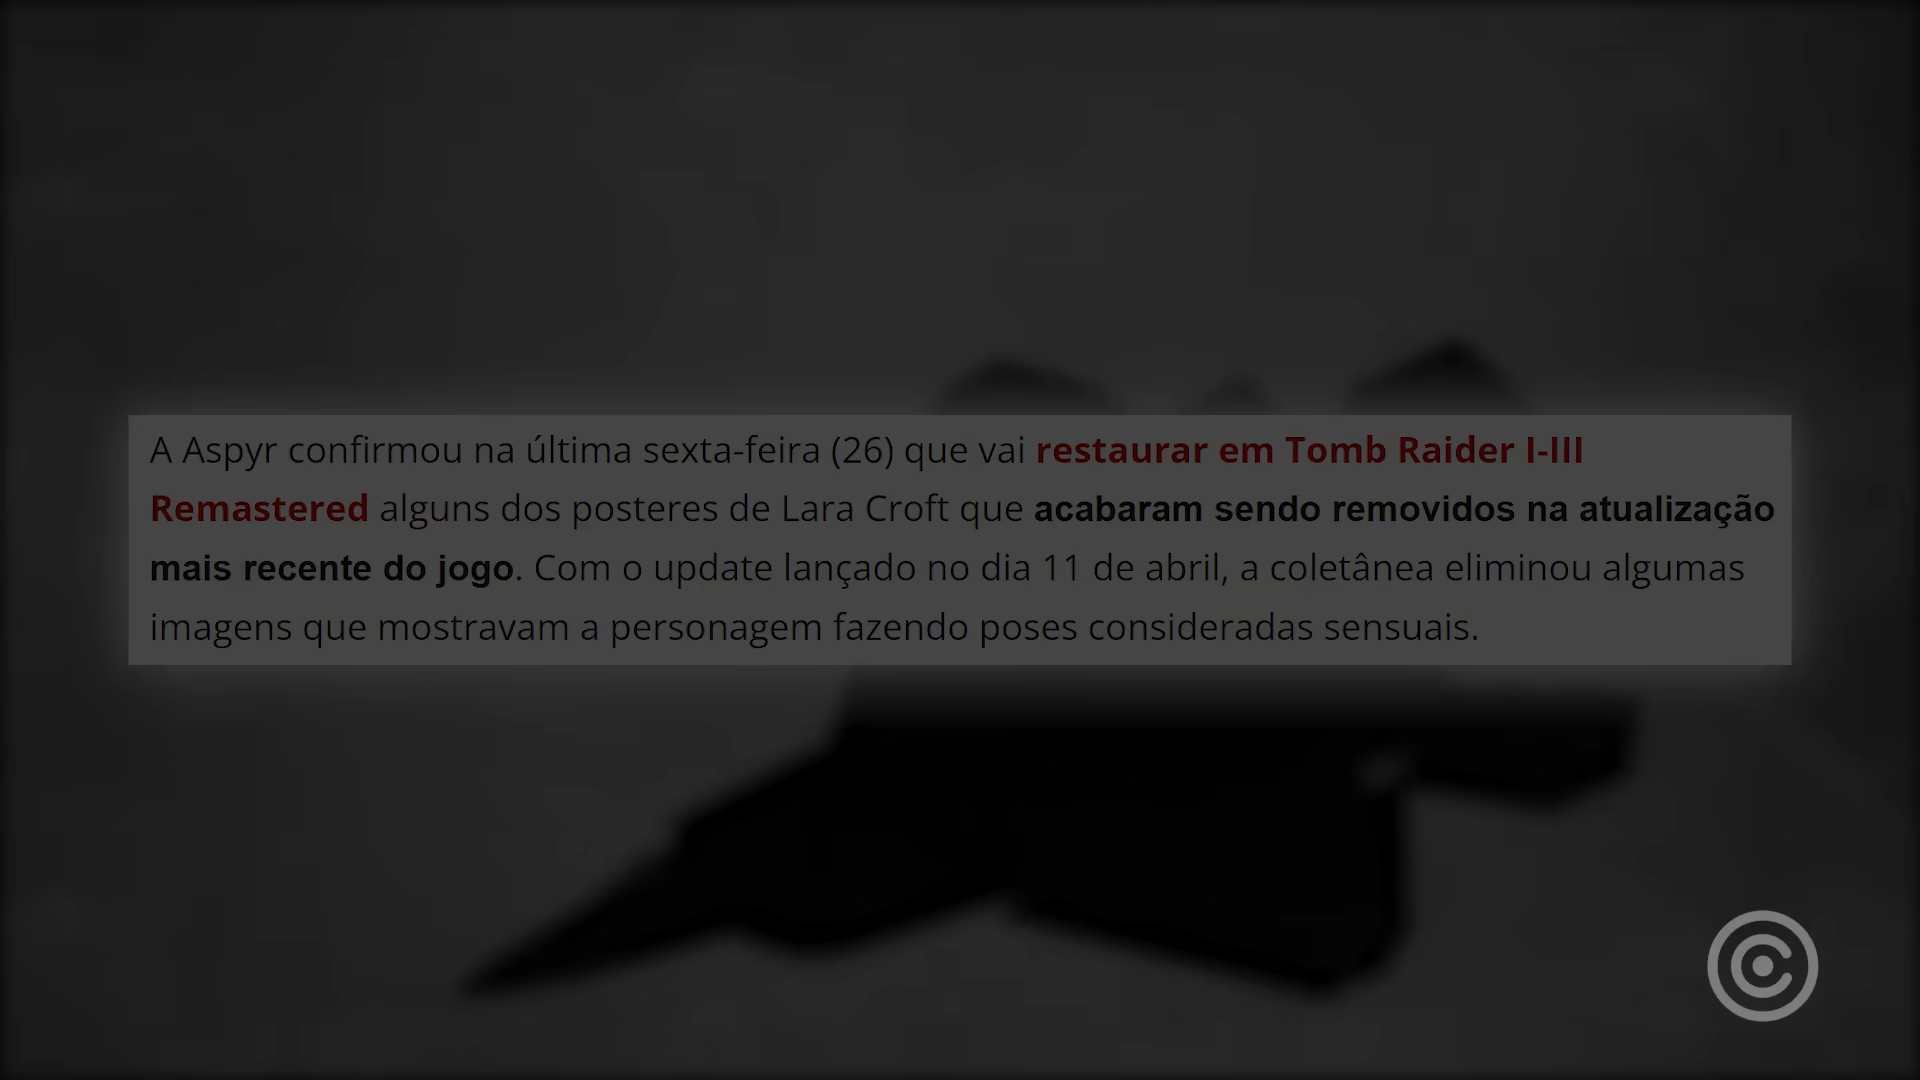 A Aspyr confirmou na última sexta-feira (26) que vai restaurar em Tomb Raider I-III
Remastered alguns dos posteres de Lara Croft que acabaram sendo removidos na atualização
mais recente do jogo. Com o update lançado no dia 11 de abril, a coletânea eliminou algumas
imagens que mostravam a personagem fazendo poses consideradas sensuais.